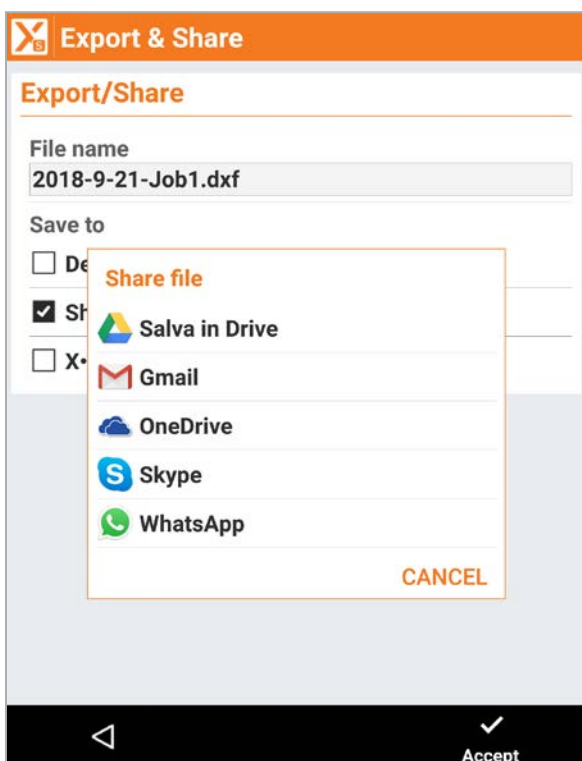 Export & Share
Export/Share
File name
2018-9-21-Job1.dxf
Save to
De
Share file
Sh
Salva in Drive
X•
Gmail
OneDrive
Skype
WhatsApp
CANCEL
Accept